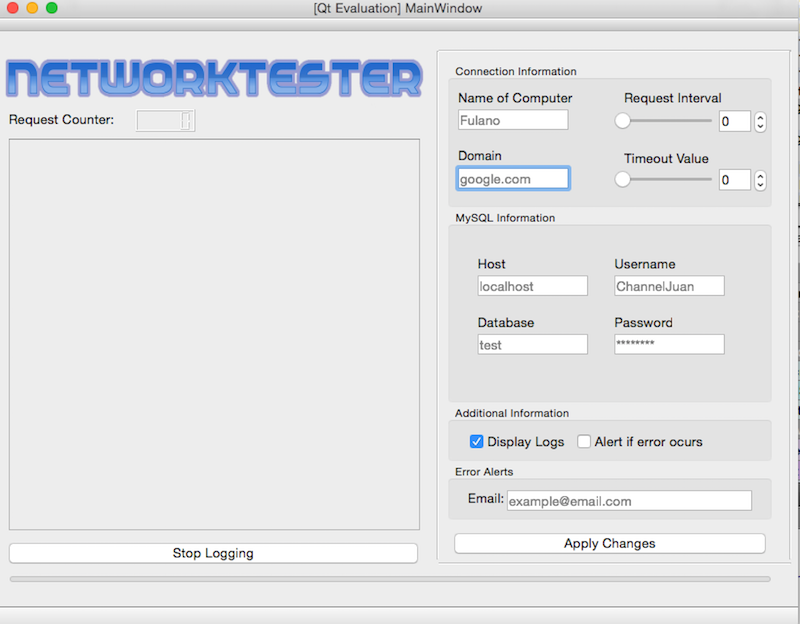 [Qt Evaluation] MainWindow
NETWORKTESTER
Request Counter:
0
Stop Logging
Connection Information
Name of Computer
Request Interval
Fulano
0
Domain
Timeout Value
google.com
0
MySQL Information
Host
Username
localhost
ChannelJuan
Database
Password
test
********
Additional Information
Display Logs
Alert if error ocurs
Error Alerts
Email: example@email.com
Apply Changes